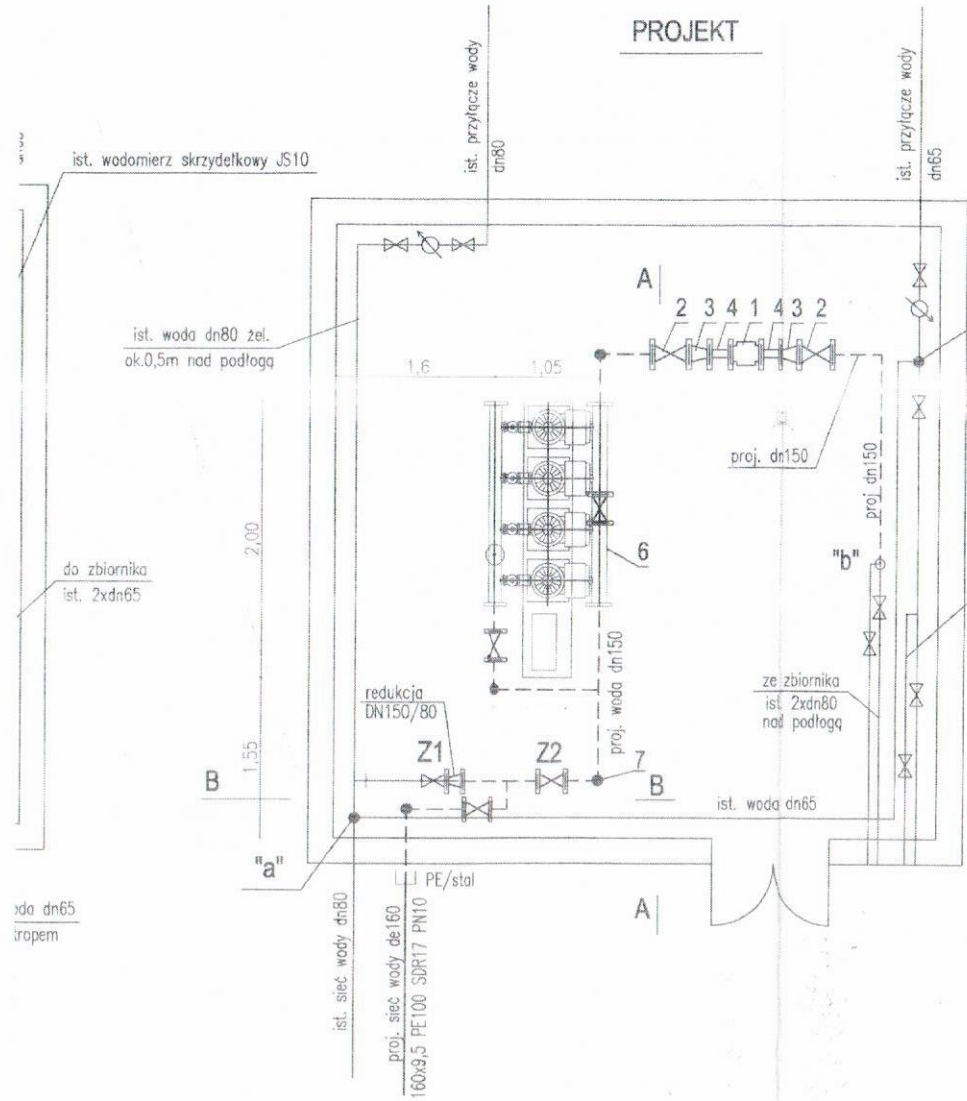 PROJEKT
ist. przyłącze wody
dn80
ist. przyłącze wody
dn65
ist. wodomierz skrzydełkowy JS10
A
2 3 4 1 4 3 2
ist. woda dn80 żel.
ok.0,5m nad podłogą
1,6
1,05
proj. dn150
proj dn150
2,00
6
"b"
do zbiornika
ist. 2xdn65
proj. woda dn150
redukcja
DN150/80
ze zbiornika
ist. 2xdn80
nad podłogą
1,55
Z1
Z2
7
B
B
ist. woda dn65
"a"
PE/stal
A
dn65
ist. sieć wody dn80
proj. sieć wody de160
160x9,5 PE100 SDR17 PN10